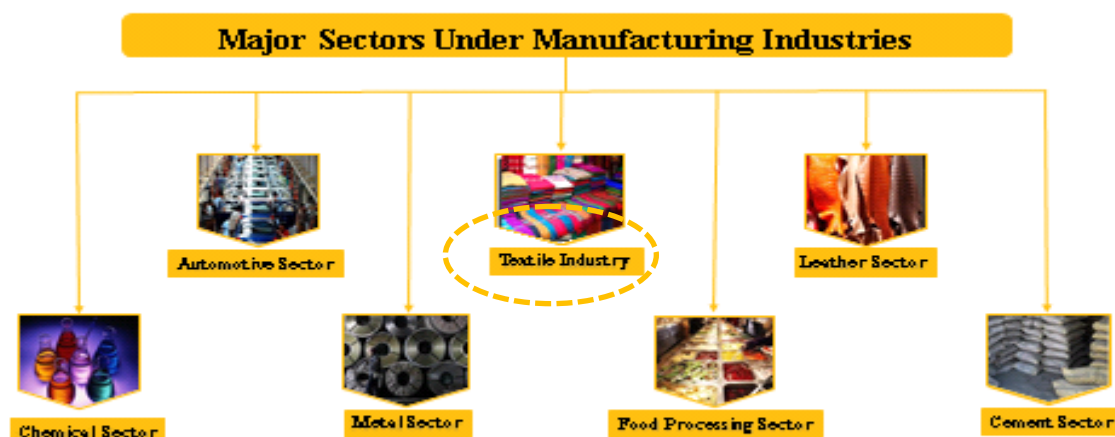 Major Sectors Under Manufacturing Industries
Automotive Sector
Textile Industry
Leather Sector
Chemical Sector
Metal Sector
Food Processing Sector
Cement Sector